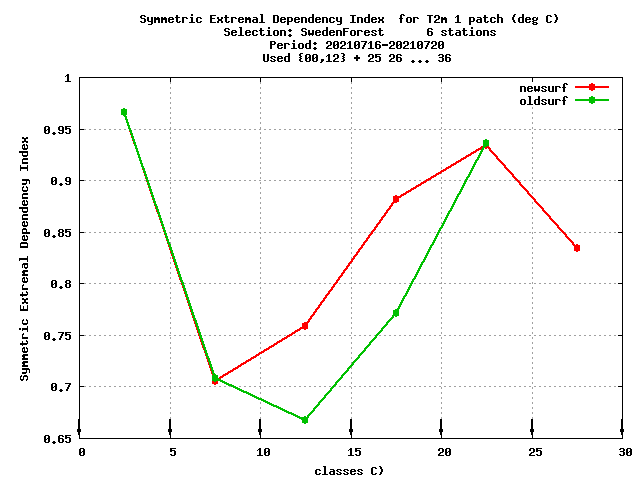 Symmetric Extremal Dependency Index  for T2m 1 patch (deg C)
Selection: SwedenForest      6 stations
Period: 20210716-20210720
Used {00,12} + 25 26 ... 36
newsurf
oldsurf
1
0.95
0.9
0.85
0.8
0.75
0.7
0.65
Symmetric Extremal Dependency Index
0 5 10 15 20 25 30
classes C)